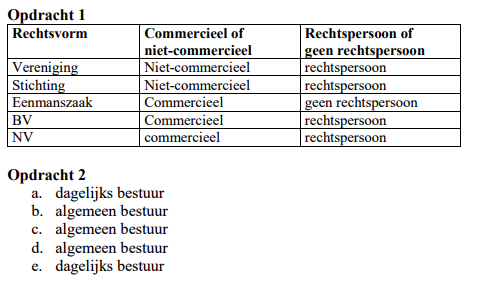 Opdracht 1
Rechtsvorm Commercieel of niet-commercieel Rechtspersoon of geen rechtspersoon
Vereniging Niet-commercieel rechtspersoon
Stichting Niet-commercieel rechtspersoon
Eenmanszaak Commercieel geen rechtspersoon
BV Commercieel rechtspersoon
NV commercieel rechtspersoon
Opdracht 2
a. dagelijks bestuur
b. algemeen bestuur
c. algemeen bestuur
d. algemeen bestuur
e. dagelijks bestuur